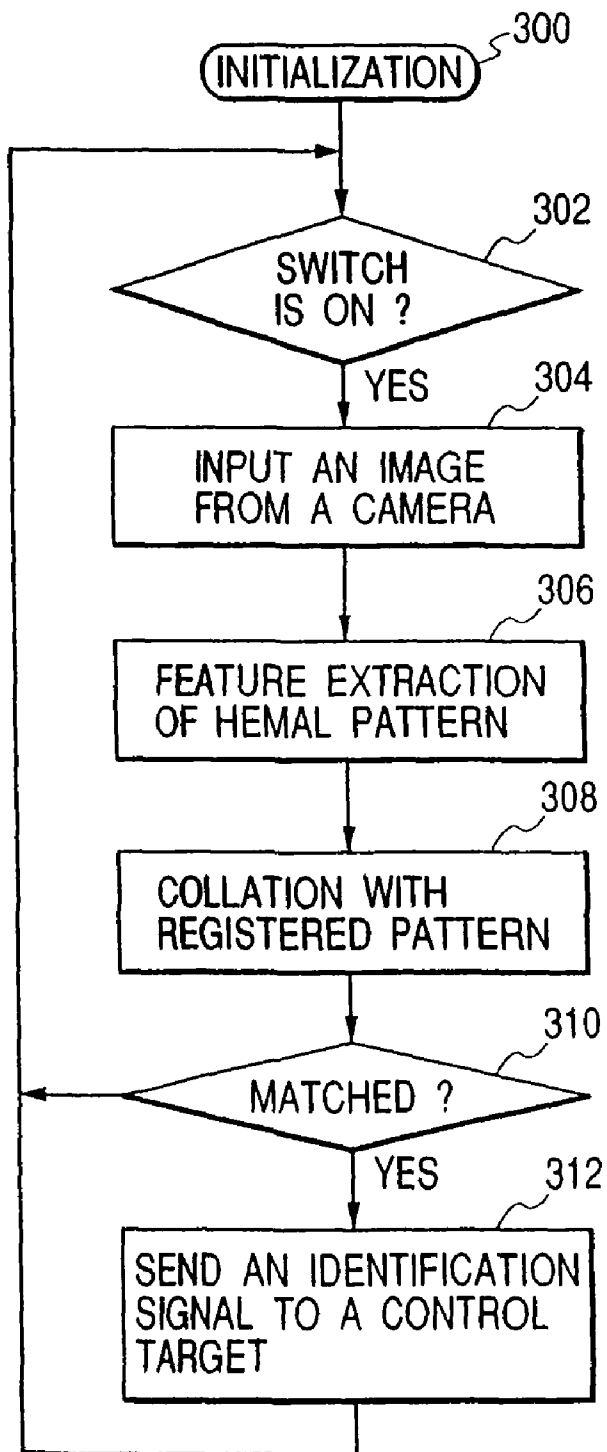 300
INITIALIZATION
302
SWITCH
IS ON ?
YES
304
INPUT AN IMAGE
FROM A CAMERA
306
FEATURE EXTRACTION
OF HEMAL PATTERN
308
COLLATION WITH
REGISTERED PATTERN
310
MATCHED ?
YES
312
SEND AN IDENTIFICATION
SIGNAL TO A CONTROL
TARGET